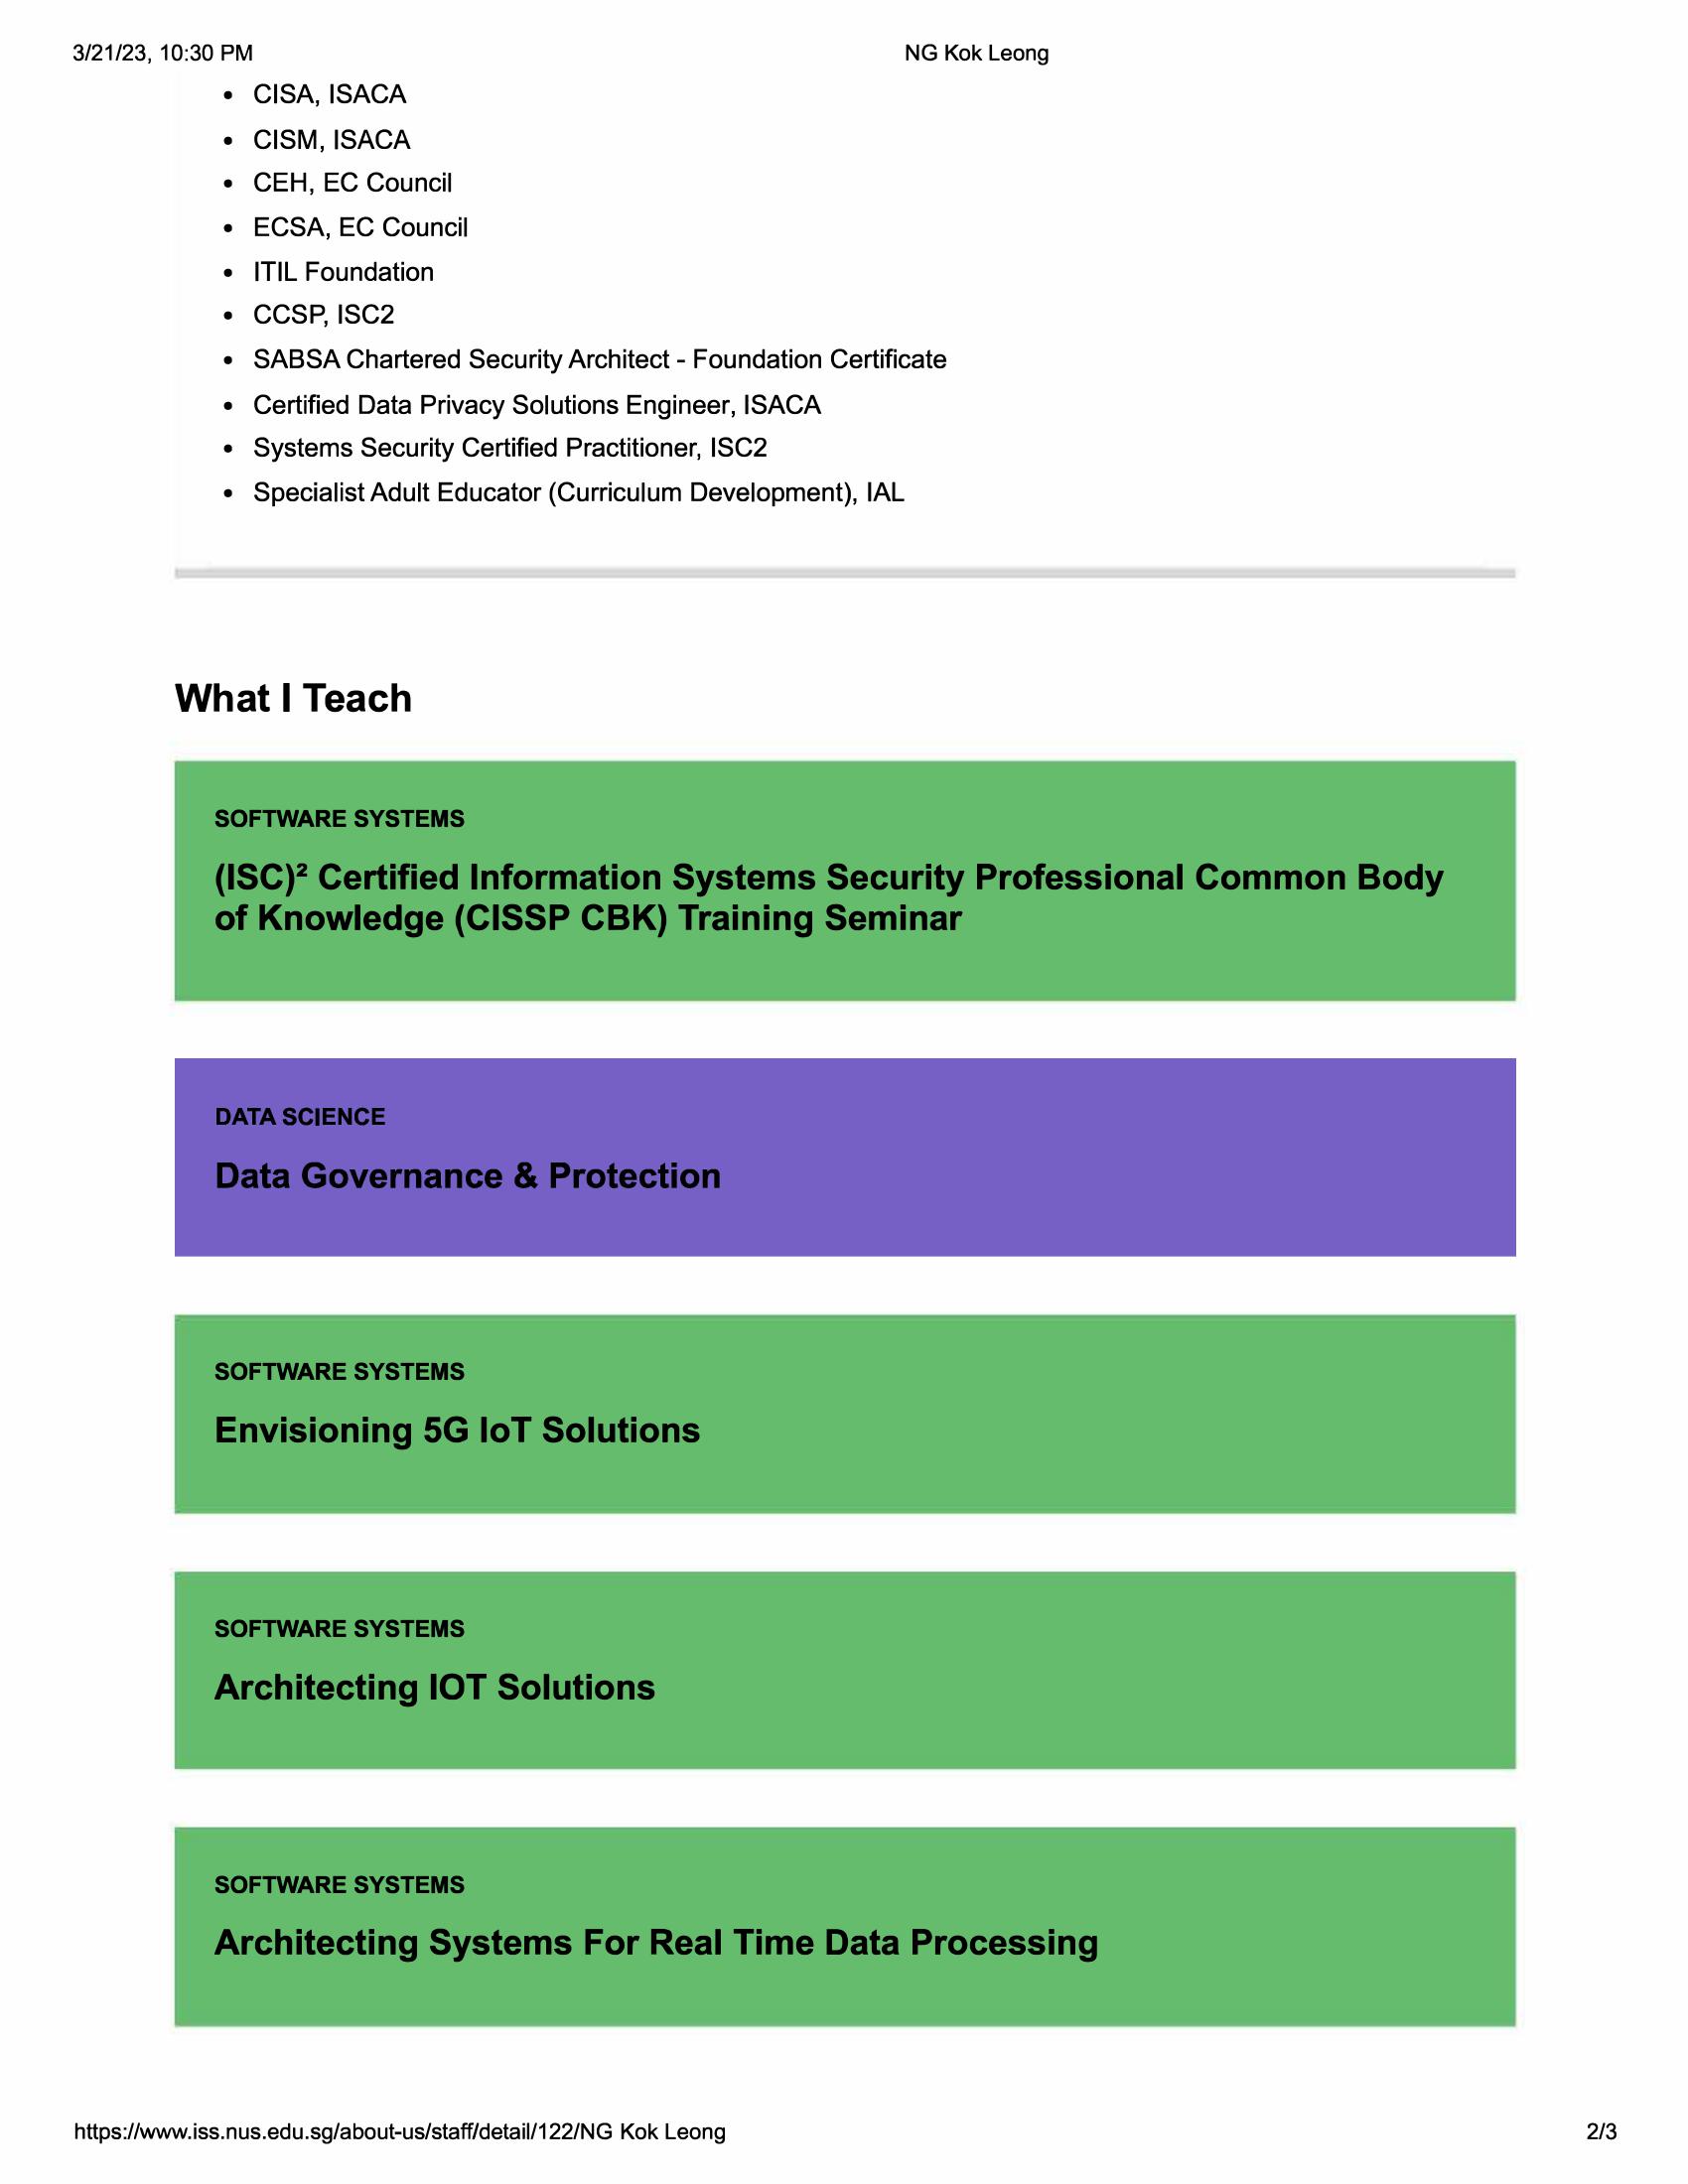 3/21/23, 10:30 PM
NG Kok Leong
• CISA, ISACA
• CISM, ISACA
• CEH, EC Council
• ECSA, EC Council
• ITIL Foundation
• CCSP, ISC2
• SABSA Chartered Security Architect - Foundation Certificate
• Certified Data Privacy Solutions Engineer, ISACA
• Systems Security Certified Practitioner, ISC2
• Specialist Adult Educator (Curriculum Development), IAL
What I Teach
SOFTWARE SYSTEMS
(ISC)² Certified Information Systems Security Professional Common Body
of Knowledge (CISSP CBK) Training Seminar
DATA SCIENCE
Data Governance & Protection
SOFTWARE SYSTEMS
Envisioning 5G IoT Solutions
SOFTWARE SYSTEMS
Architecting IOT Solutions
SOFTWARE SYSTEMS
Architecting Systems For Real Time Data Processing
https://www.iss.nus.edu.sg/about-us/staff/detail/122/NG Kok Leong
2/3